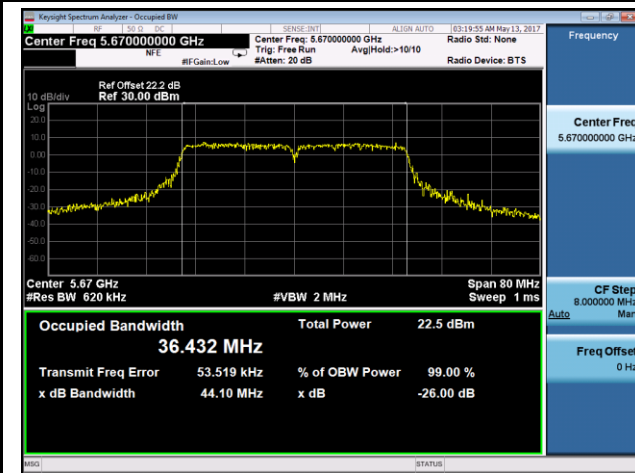 Keysight Spectrum Analyzer - Occupied BW
RF 50 Ω DC SENSE:INT ALIGN AUTO 03:19:55 AM May 13, 2017
Center Freq 5.670000000 GHz Center Freq: 5.670000000 GHz Radio Std: None
NFE Trig: Free Run Avg|Hold:>10/10
#IFGain:Low #Atten: 20 dB Radio Device: BTS
Frequency
Ref Offset 22.2 dB
10 dB/div Ref 30.00 dBm
Log
20.0
10.0
0.00
-10.0
-20.0
-30.0
-40.0
-50.0
-60.0
Center Freq
5.670000000 GHz
Center 5.67 GHz Span 80 MHz
#Res BW 620 kHz #VBW 2 MHz Sweep 1 ms
CF Step
8.000000 MHz
Auto Man
Occupied Bandwidth Total Power 22.5 dBm
36.432 MHz
Transmit Freq Error 53.519 kHz % of OBW Power 99.00 %
x dB Bandwidth 44.10 MHz x dB -26.00 dB
Freq Offset
0 Hz
MSG STATUS